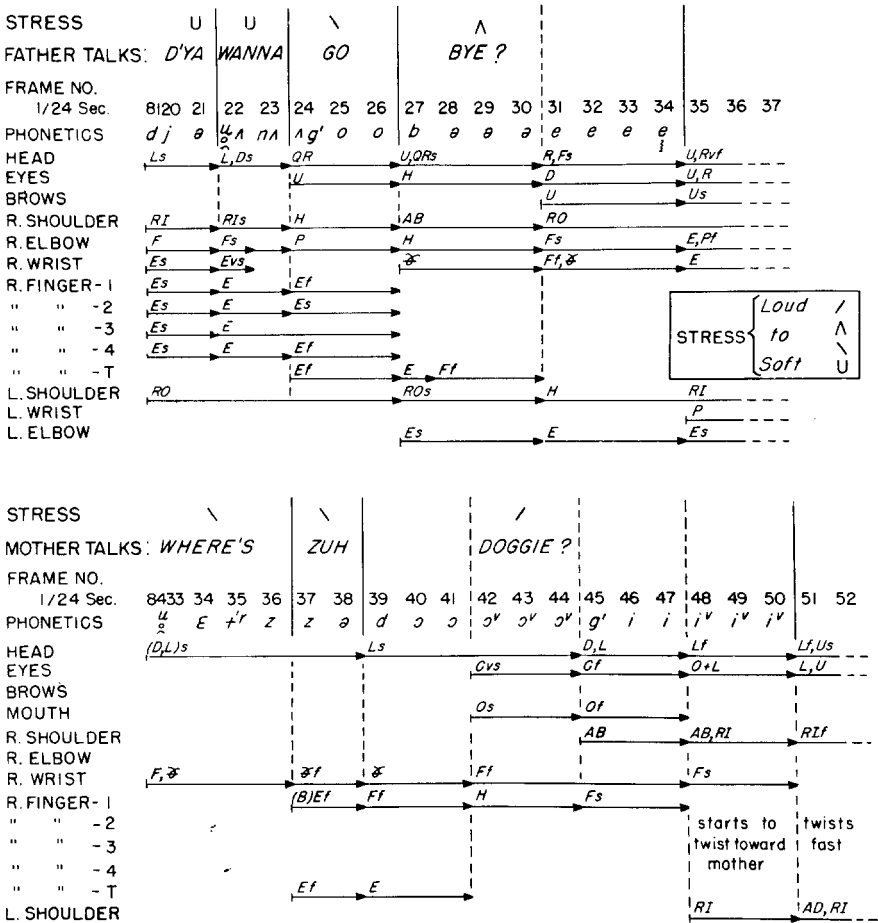 STRESS U U \ Λ
FATHER TALKS: D'YA WANNA GO BYE ?
FRAME NO.
1/24 Sec. 8120 21 22 23 24 25 26 27 28 29 30 31 32 33 34 35 36 37
PHONETICS d j ə ʌ nʌ ʌ g' o o b ə ə ə e e e e
HEAD Ls L,Ds QR U,QRs R,Fs U,Rvf
EYES U H D U,R
BROWS U Us
R. SHOULDER RI RIs H AB RO
R. ELBOW F Fs P H Fs E,Pf
R. WRIST Es Evs Ff, E
R. FINGER-1 Es E Ef
" " -2 Es E Es
" " -3 Es E
" " -4 Es E Ef
" " -T Ef E Ff
L. SHOULDER RO ROs H RI
L. WRIST P
L. ELBOW Es E Es
STRESS { Loud /
to Λ
\
Soft U
STRESS \ \ /
MOTHER TALKS: WHERE'S ZUH DOGGIE ?
FRAME NO.
1/24 Sec. 8433 34 35 36 37 38 39 40 41 42 43 44 45 46 47 48 49 50 51 52
PHONETICS ɛ z z ə d ɔ ɔ ɔᵛ ɔᵛ ɔᵛ g' i i iᵛ iᵛ iᵛ
HEAD (D,L)s Ls D,L Lf Lf,Us
EYES Cvs Cf O+L L,U
BROWS
MOUTH Os Of
R. SHOULDER AB AB,RI RIf
R. ELBOW
R. WRIST F, f Ff Fs
R. FINGER-1 (B)Ef Ff H Fs
" " -2 starts to twists
" " -3 twist toward fast
" " -4 mother
" " -T Ef E
L. SHOULDER RI AD,RI